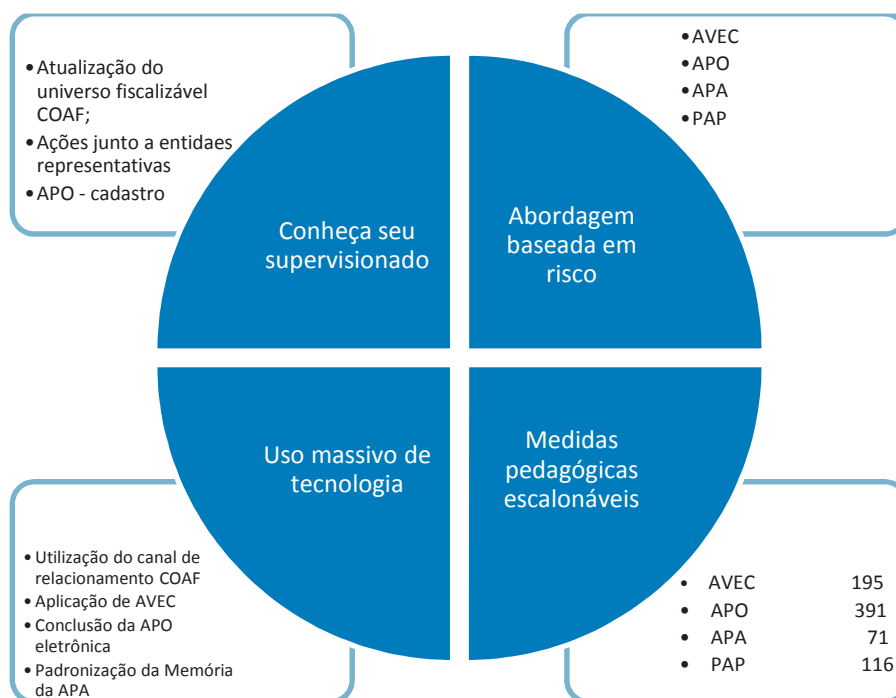 •Atualização do
universo fiscalizável
COAF;
•Ações junto a entidaes
representativas
•APO - cadastro
•AVEC
•APO
•APA
•PAP
Conheça seu
supervisionado
Abordagem
baseada em
risco
Uso massivo de
tecnologia
Medidas
pedagógicas
escalonáveis
•Utilização do canal de
relacionamento COAF
•Aplicação de AVEC
•Conclusão da APO
eletrônica
•Padronização da Memória
da APA
• AVEC 195
• APO 391
• APA 71
• PAP 116